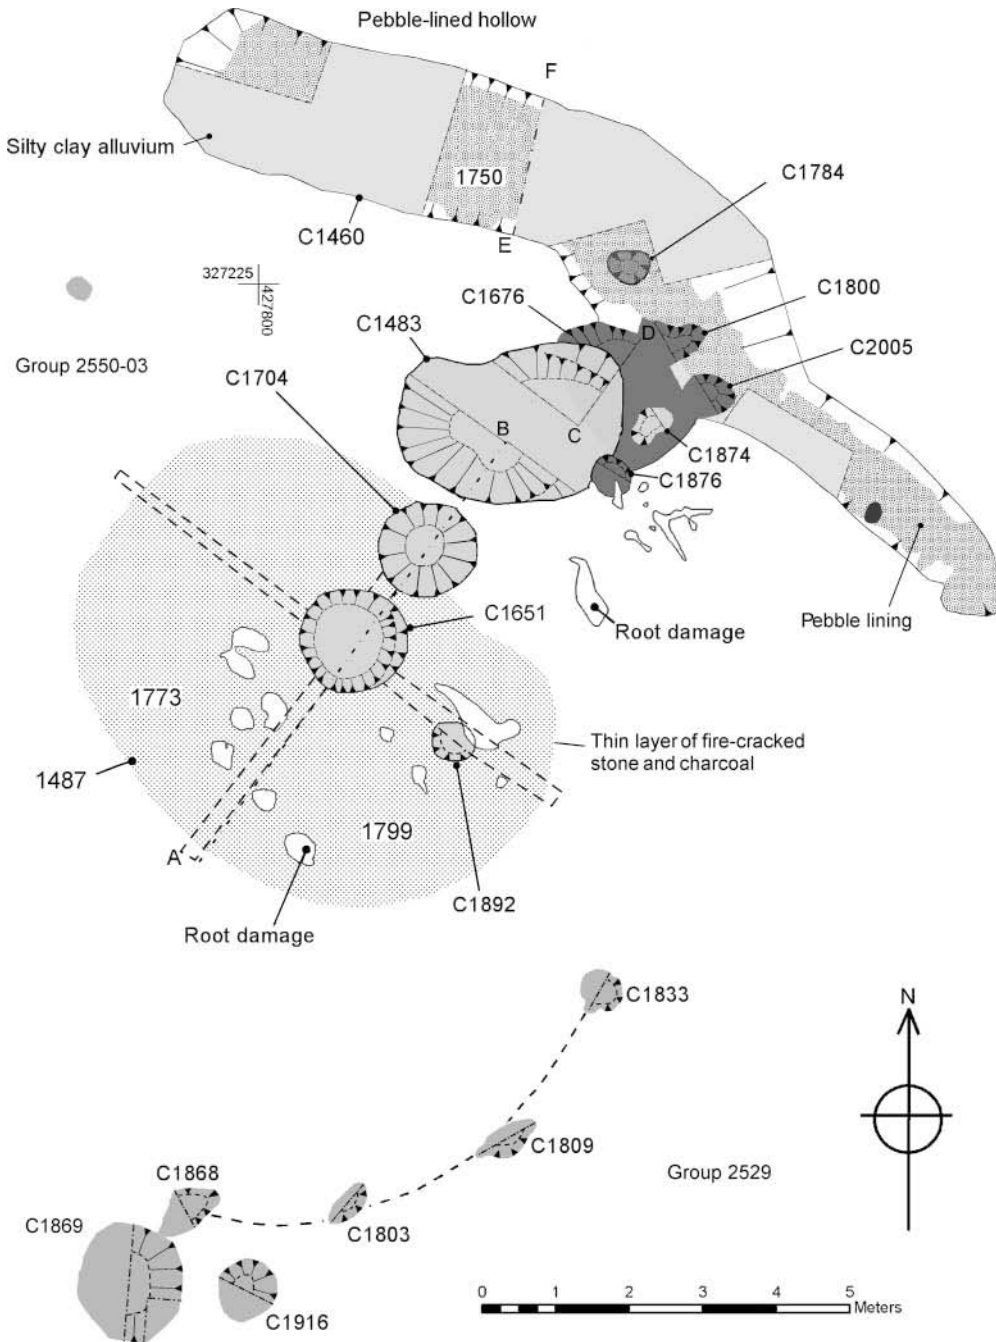 Pebble-lined hollow
F
Silty clay alluvium
1750
C1784
C1460
E
327225
427800
C1676
C1800
C1483
D
C2005
Group 2550-03
C1704
B
C
C1874
C1876
C1651
Root damage
Pebble lining
1773
Thin layer of fire-cracked
stone and charcoal
1487
1799
A
C1892
Root damage
C1833
N
C1809
Group 2529
C1868
C1869
C1803
C1916
0 1 2 3 4 5
Meters